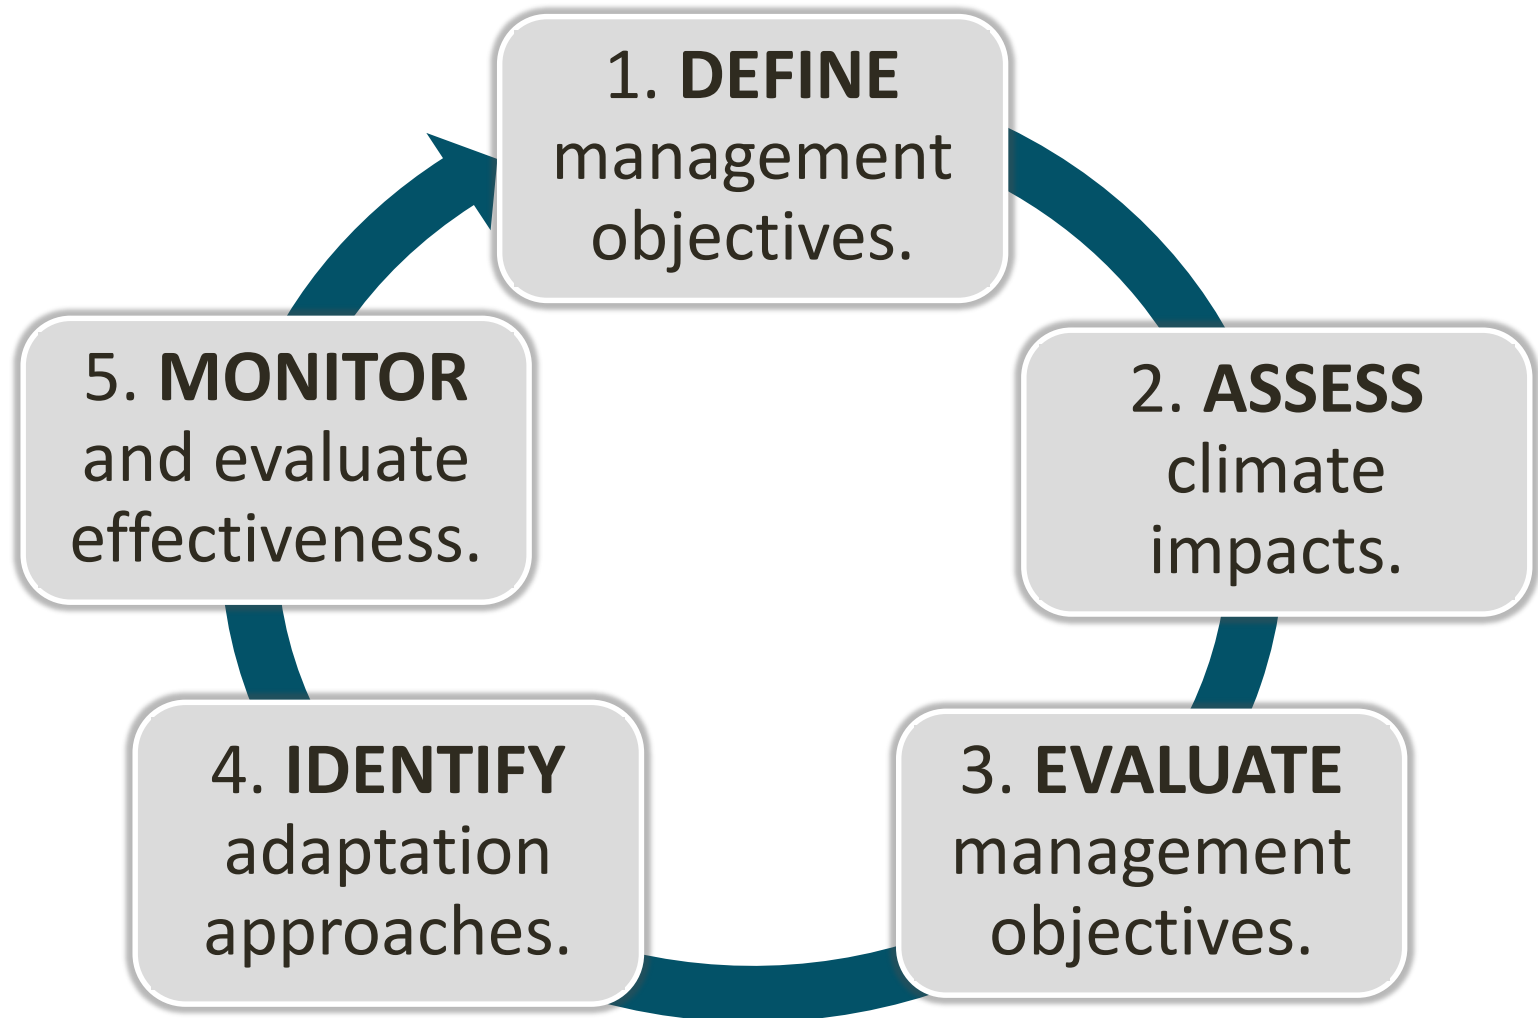 1. DEFINE
management
objectives.
2. ASSESS
climate
impacts.
3. EVALUATE
management
objectives.
4. IDENTIFY
adaptation
approaches.
5. MONITOR
and evaluate
effectiveness.